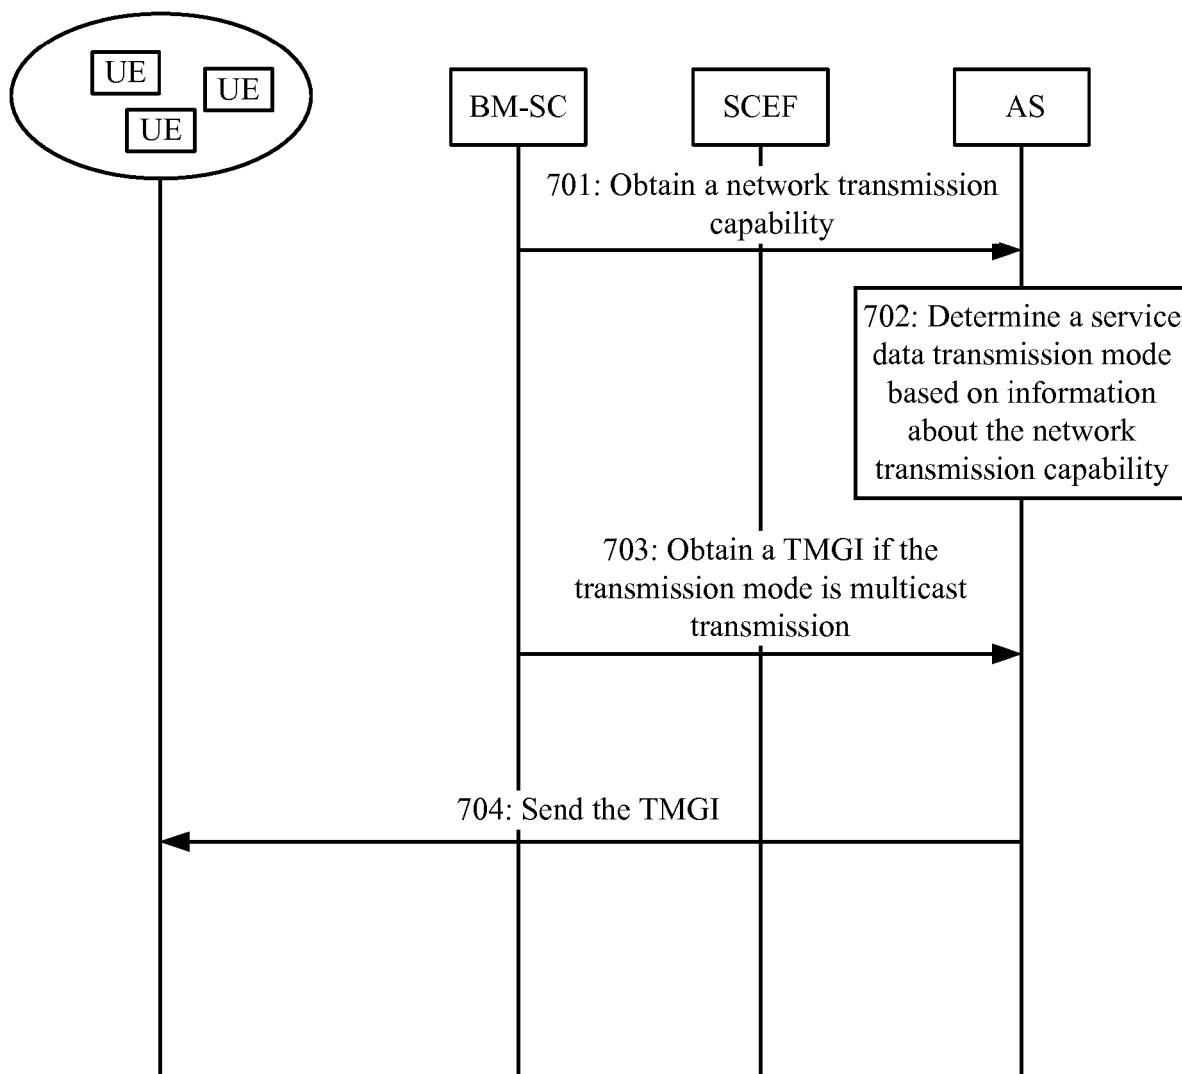 UE
UE
UE
BM-SC
SCEF
AS
701: Obtain a network transmission
capability
702: Determine a service
data transmission mode
based on information
about the network
transmission capability
703: Obtain a TMGI if the
transmission mode is multicast
transmission
704: Send the TMGI